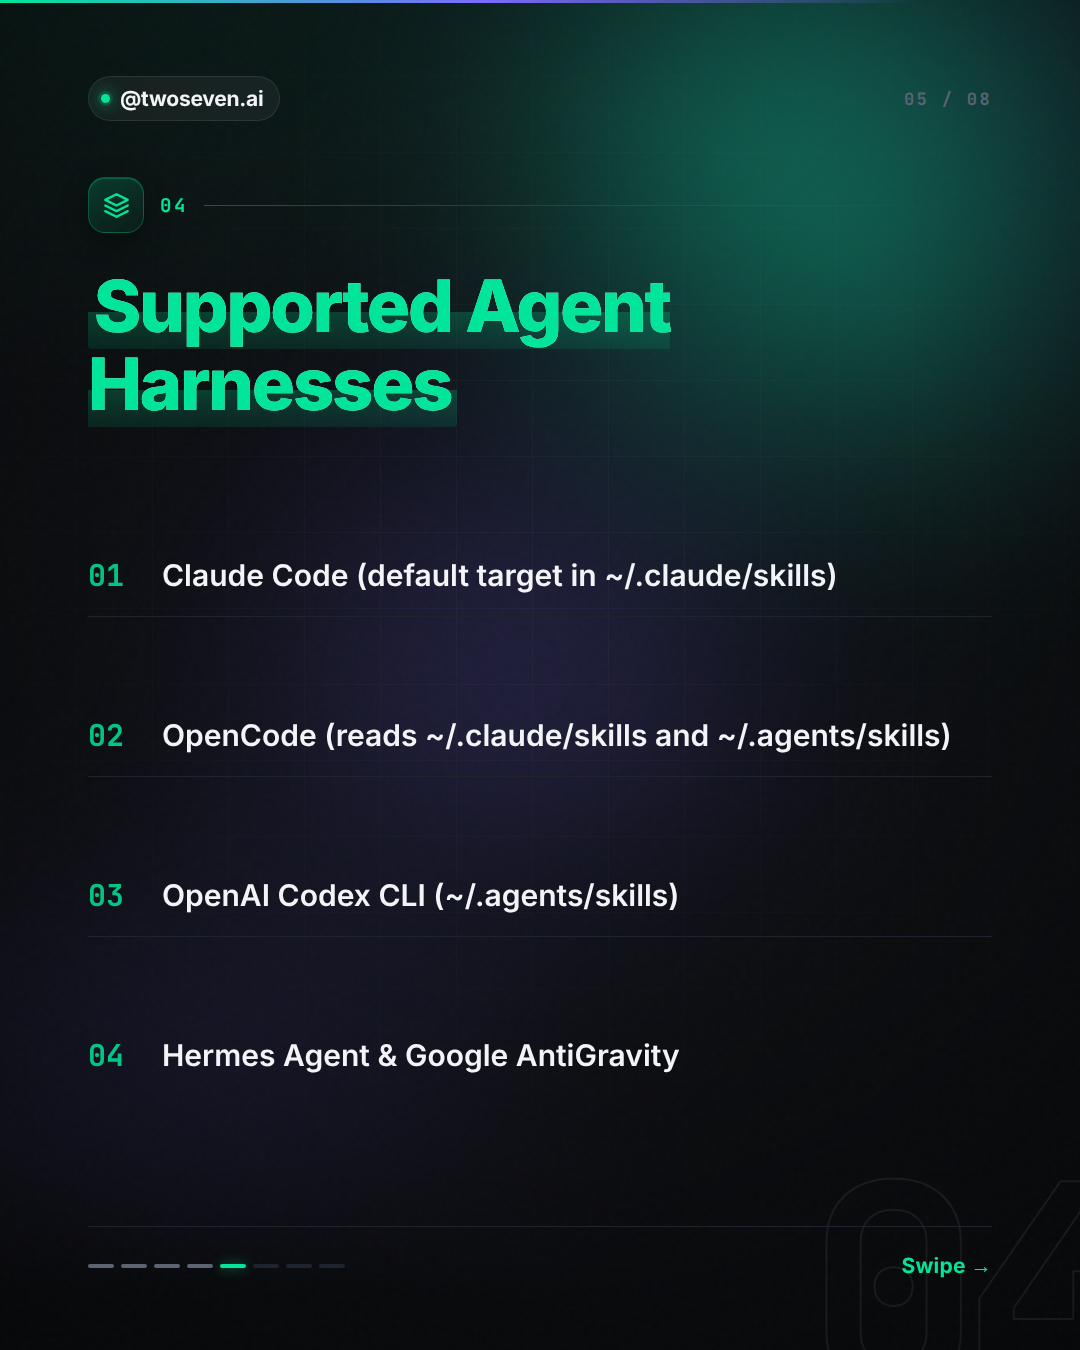 @twoseven.ai
05 / 08
04
Supported Agent
Harnesses
01 Claude Code (default target in ~/.claude/skills)
02 OpenCode (reads ~/.claude/skills and ~/.agents/skills)
03 OpenAI Codex CLI (~/.agents/skills)
04 Hermes Agent & Google AntiGravity
Swipe →
04